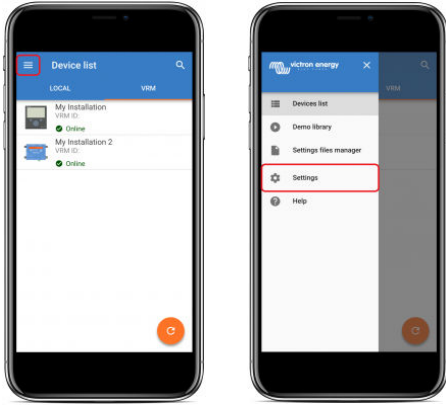 Device list
LOCAL VRM
My Installation
VRM ID:
Online
My Installation 2
VRM ID:
Online
victron energy
VRM
Devices list
Demo library
Settings files manager
Settings
Help